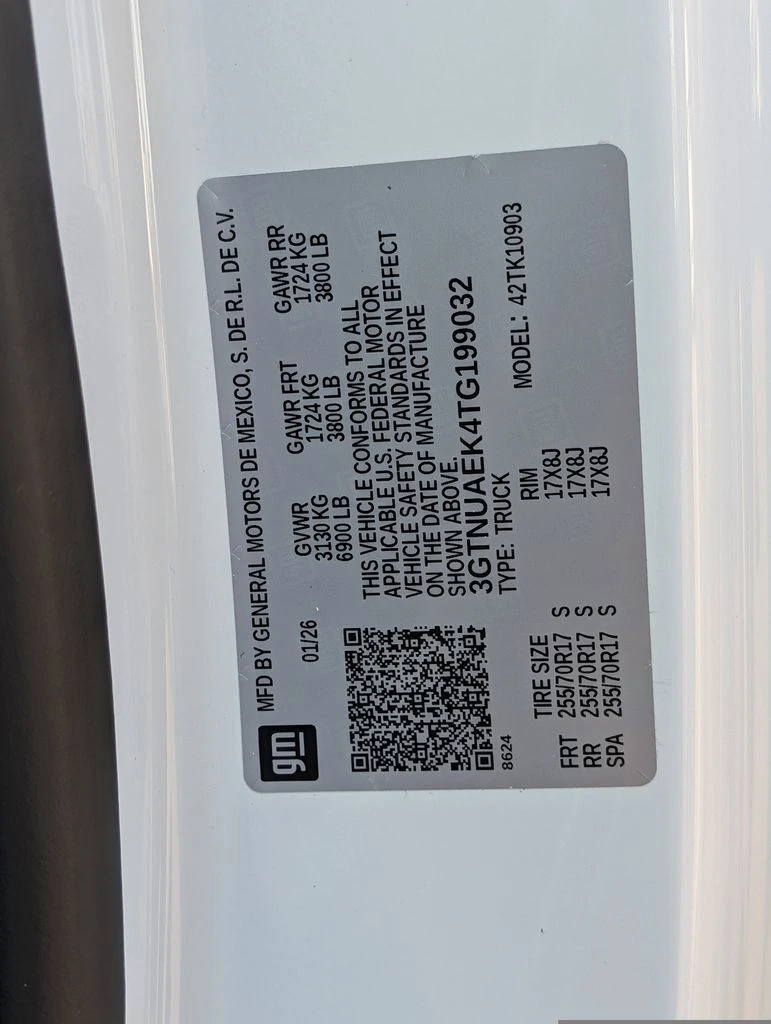 gm
MFD BY GENERAL MOTORS DE MEXICO, S. DE R.L. DE C.V.
01/26
GVWR GAWR FRT GAWR RR
3130 KG 1724 KG 1724 KG
6900 LB 3800 LB 3800 LB
THIS VEHICLE CONFORMS TO ALL
APPLICABLE U.S. FEDERAL MOTOR
VEHICLE SAFETY STANDARDS IN EFFECT
ON THE DATE OF MANUFACTURE
SHOWN ABOVE.
3GTNUAEK4TG199032
8624
TYPE: TRUCK MODEL: 42TK10903
TIRE SIZE RIM
FRT 255/70R17 S 17X8J
RR 255/70R17 S 17X8J
SPA 255/70R17 S 17X8J